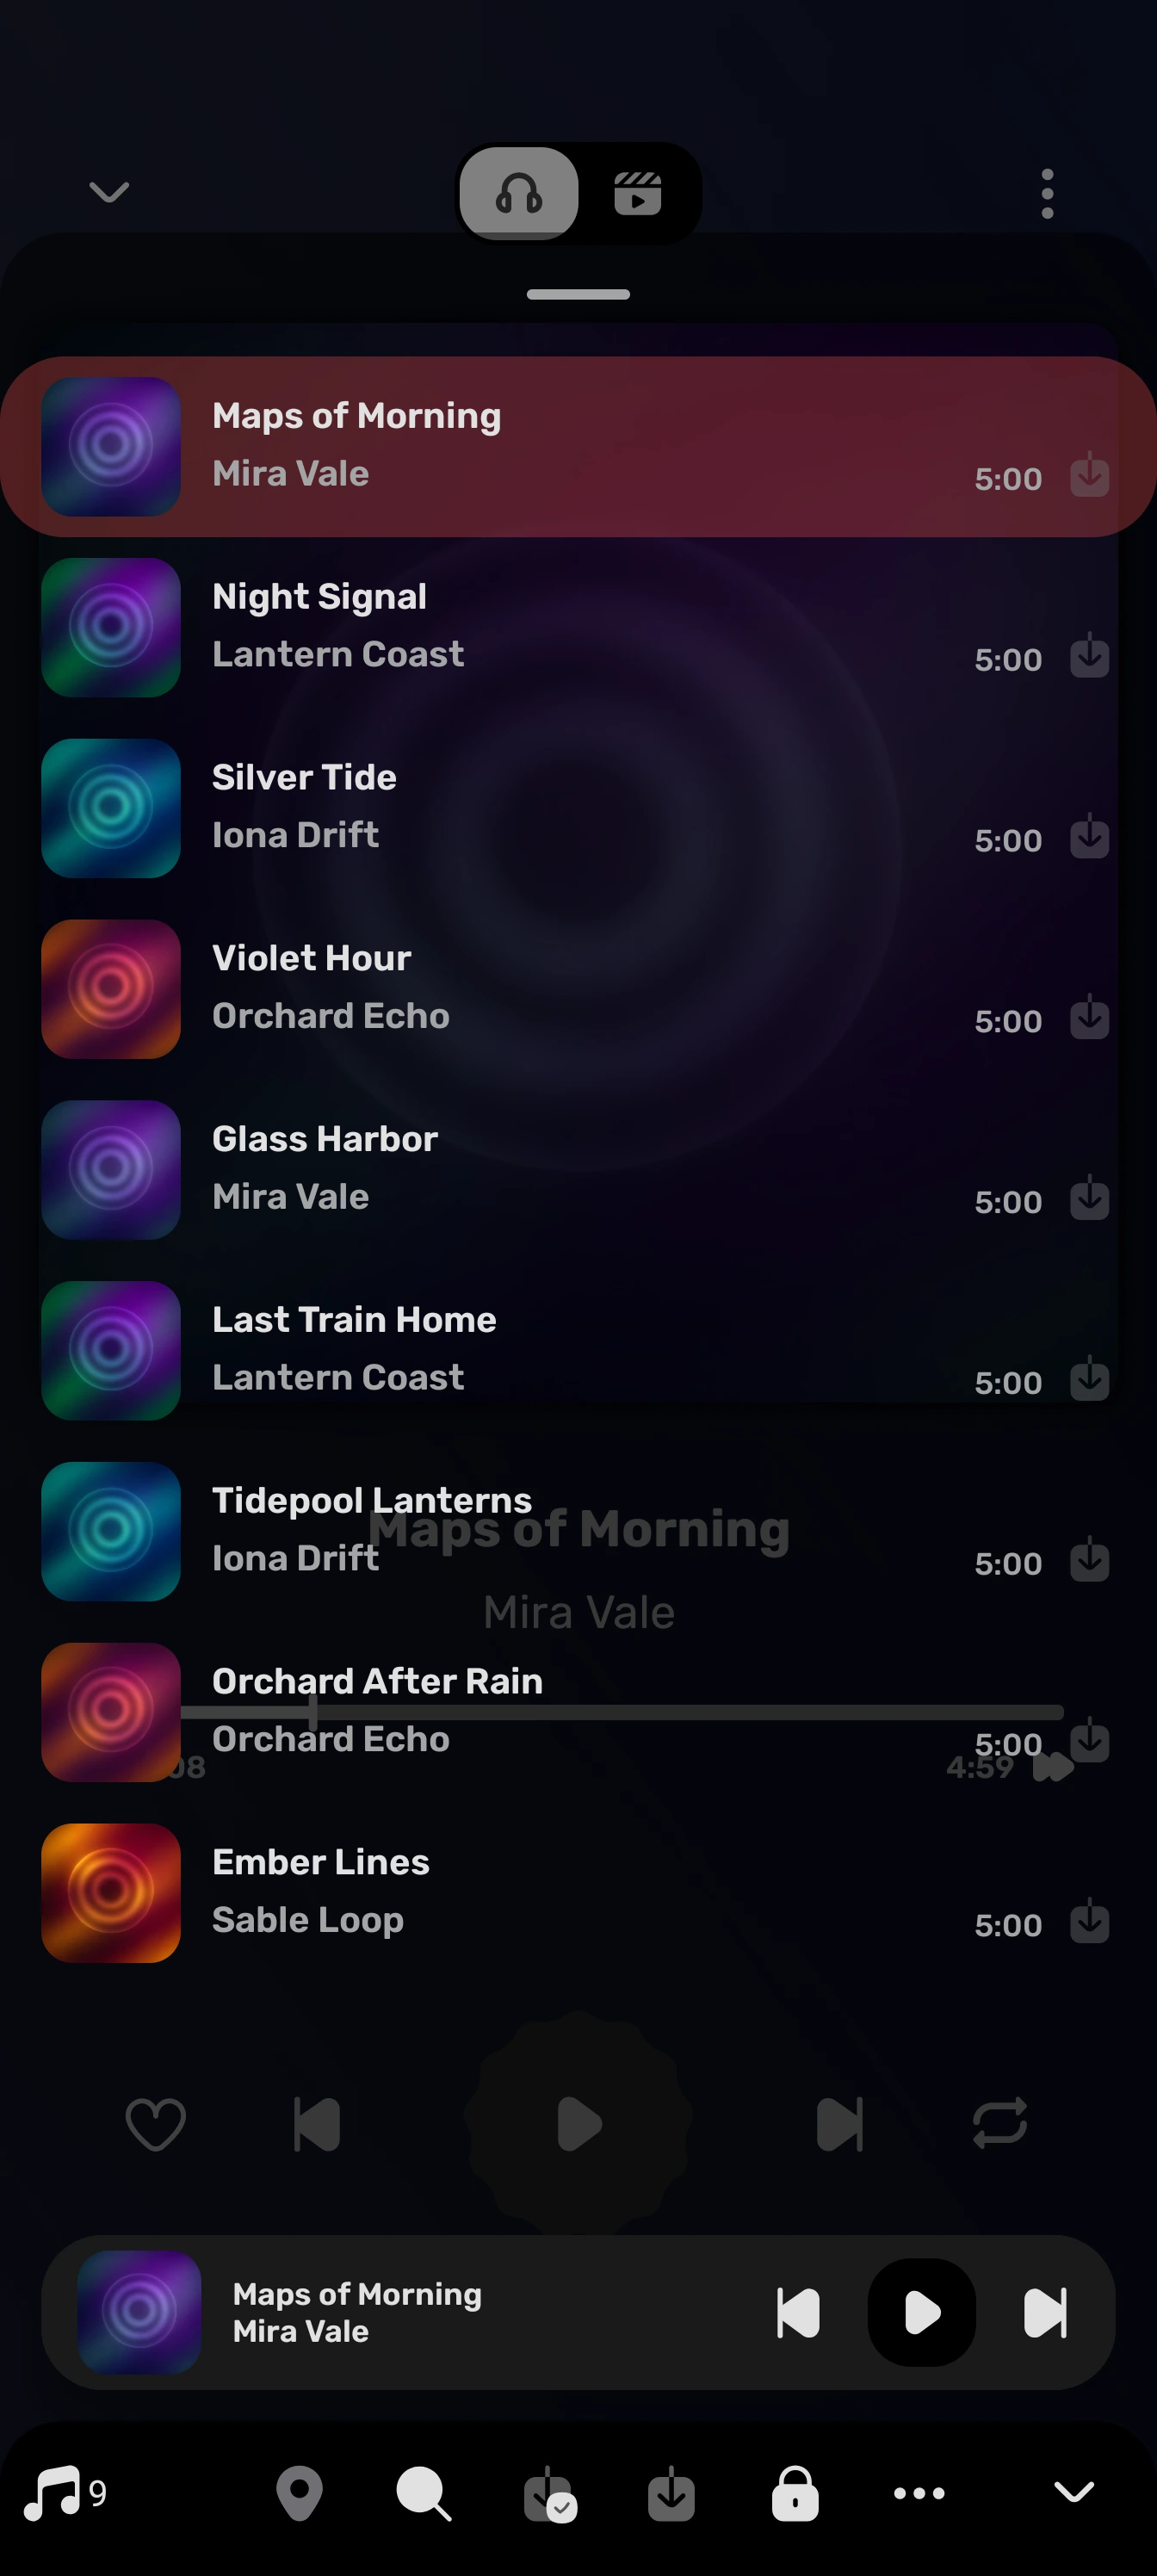 Maps of Morning
Mira Vale
5:00
Night Signal
Lantern Coast
5:00
Silver Tide
Iona Drift
5:00
Violet Hour
Orchard Echo
5:00
Glass Harbor
Mira Vale
5:00
Last Train Home
Lantern Coast
5:00
Tidepool Lanterns
Maps of Morning
Iona Drift
5:00
Mira Vale
Orchard After Rain
Orchard Echo
5:00
08
4:59
Ember Lines
Sable Loop
5:00
Maps of Morning
Mira Vale
9